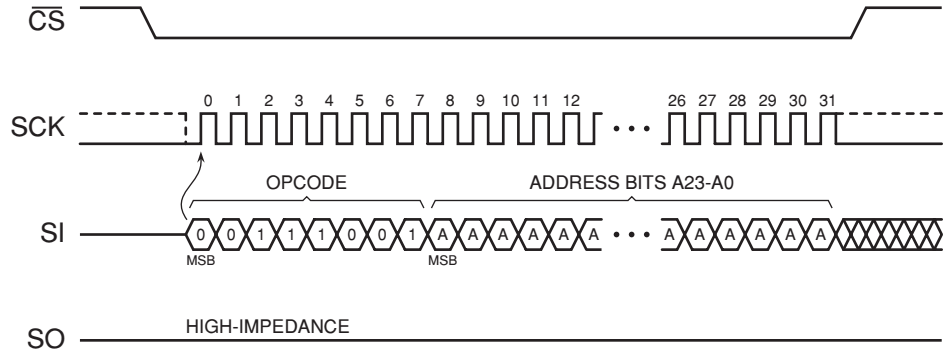 CS
0 1 2 3 4 5 6 7 8 9 10 11 12 26 27 28 29 30 31
SCK
OPCODE ADDRESS BITS A23-A0
SI 0 0 1 1 1 0 0 1 A A A A A A A A A A A A
MSB MSB
HIGH-IMPEDANCE
SO